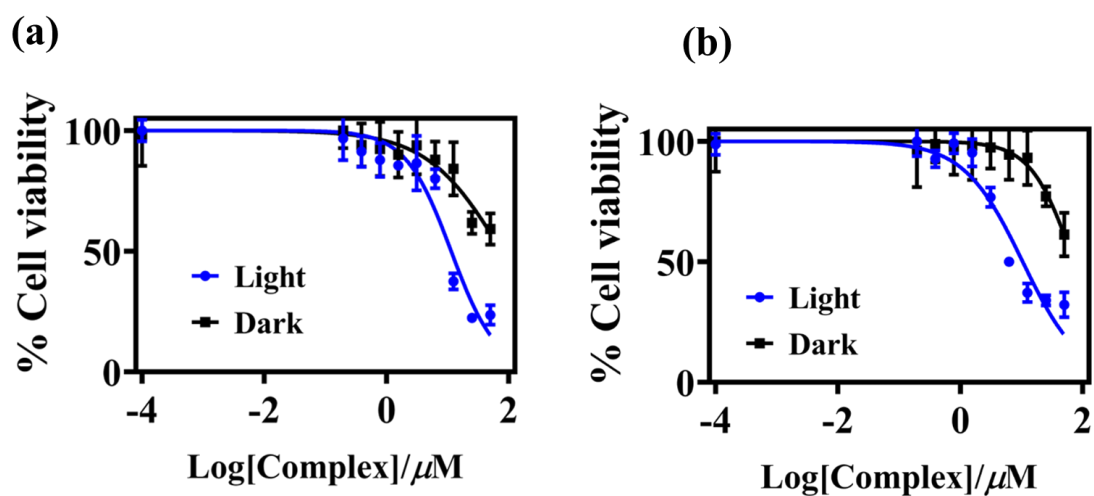 (a)
% Cell viability
100
50
0
Light
Dark
-4 -2 0 2
Log[Complex]/μM
(b)
% Cell viability
100
50
0
Light
Dark
-4 -2 0 2
Log[Complex]/μM